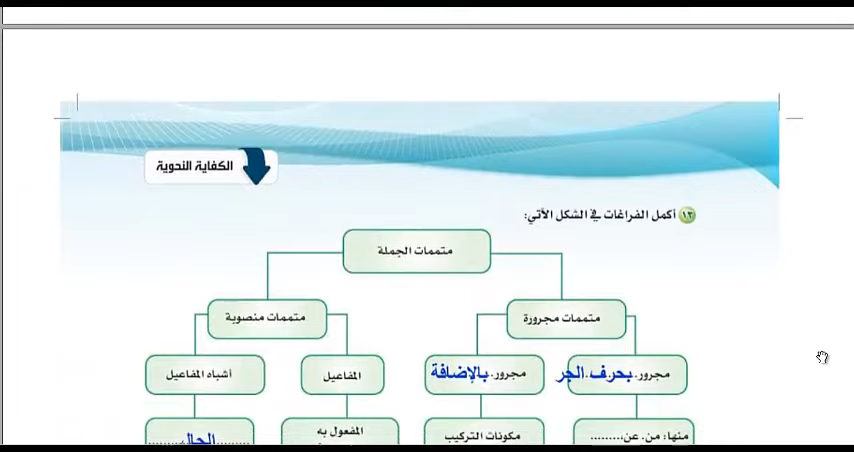 الكفاية النحوية
١٣ أكمل الفراغات في الشكل الآتي:
متممات الجملة
متممات مجرورة
متممات منصوبة
مجرور. بحرف. الجر
مجرور. بالإضافة
المفاعيل
أشباه المفاعيل
منها: من. عن.........
مكونات التركيب
المفعول به
.........الحال.........